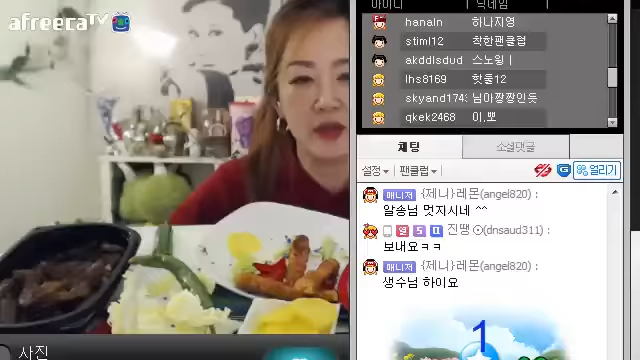 afreecaTV
아이디 닉네임
hanaln 하나지영
stiml12 착한팬클럽
akddlsdud 스노윙ㅣ
lhs8169 핫둘12
skyand174 님아짱짱인듯
qkek2468 이.뽀
채팅 소셜댓글
설정 팬클럽 열리기
매니저 {제니}레몬(angel820) :
알송님 멋지시네 ^^
열 5 진땡⊙(dnsaud311) :
보내요ㅋㅋ
매니저 {제니}레몬(angel820) :
생수님 하이요
1
사진